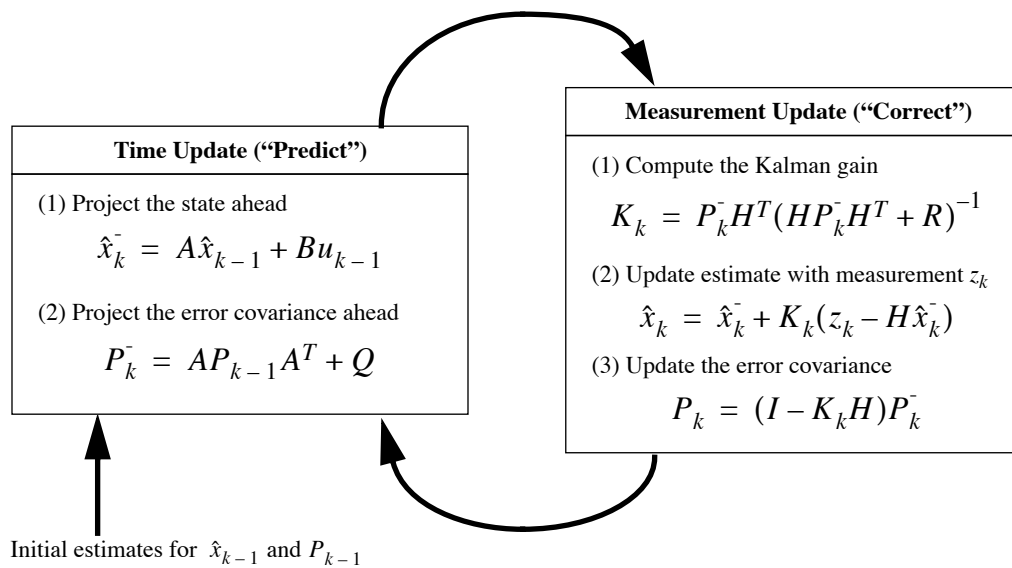 Time Update (“Predict”)
(1) Project the state ahead
x̂ₖ⁻ = Ax̂ₖ₋₁ + Buₖ₋₁
(2) Project the error covariance ahead
Pₖ⁻ = APₖ₋₁Aᵀ + Q
Measurement Update (“Correct”)
(1) Compute the Kalman gain
Kₖ = Pₖ⁻Hᵀ(HPₖ⁻Hᵀ + R)⁻¹
(2) Update estimate with measurement zₖ
x̂ₖ = x̂ₖ⁻ + Kₖ(zₖ – Hx̂ₖ⁻)
(3) Update the error covariance
Pₖ = (I – KₖH)Pₖ⁻
Initial estimates for x̂ₖ₋₁ and Pₖ₋₁